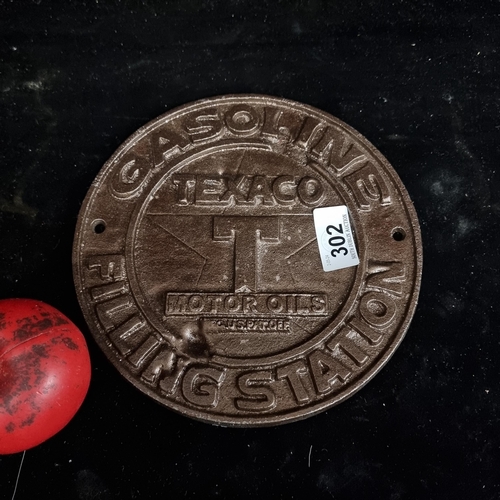 GASOLINE
TEXACO
T
MOTOR OILS
FILLING STATION
302